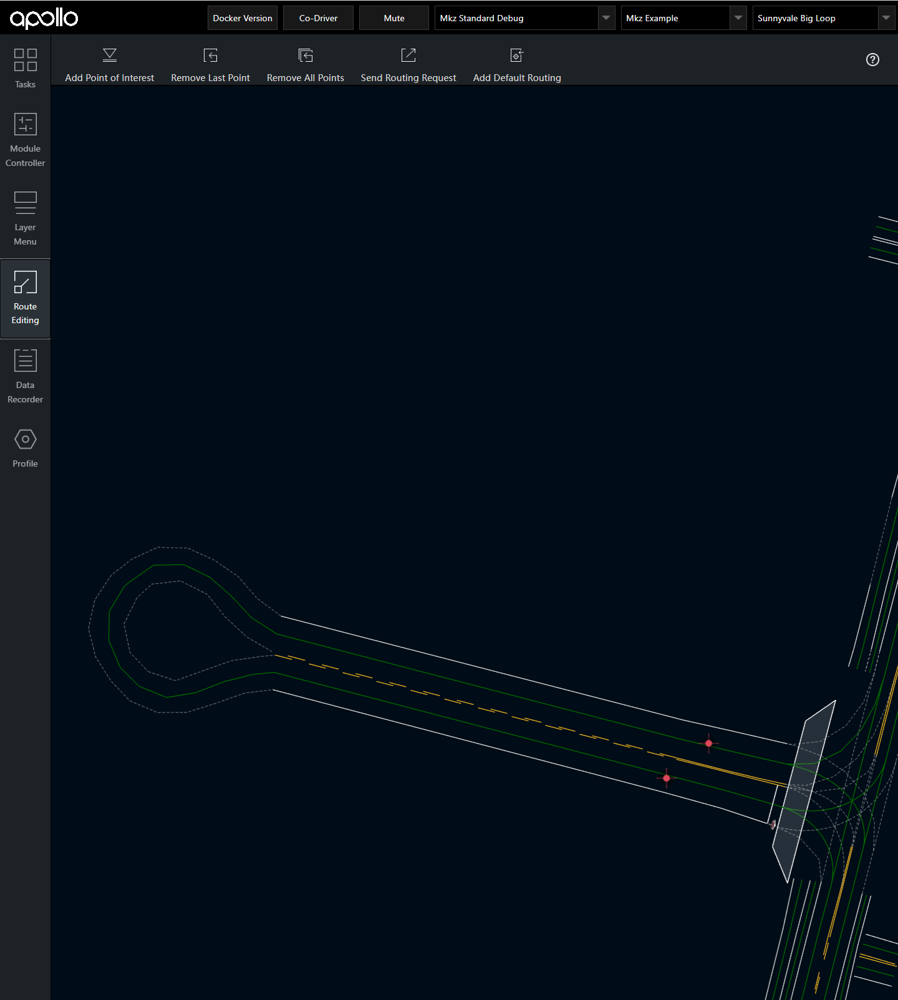 apollo
Docker Version
Co-Driver
Mute
Mkz Standard Debug
Mkz Example
Sunnyvale Big Loop
Add Point of Interest
Remove Last Point
Remove All Points
Send Routing Request
Add Default Routing
?
Tasks
Module
Controller
Layer
Menu
Route
Editing
Data
Recorder
Profile